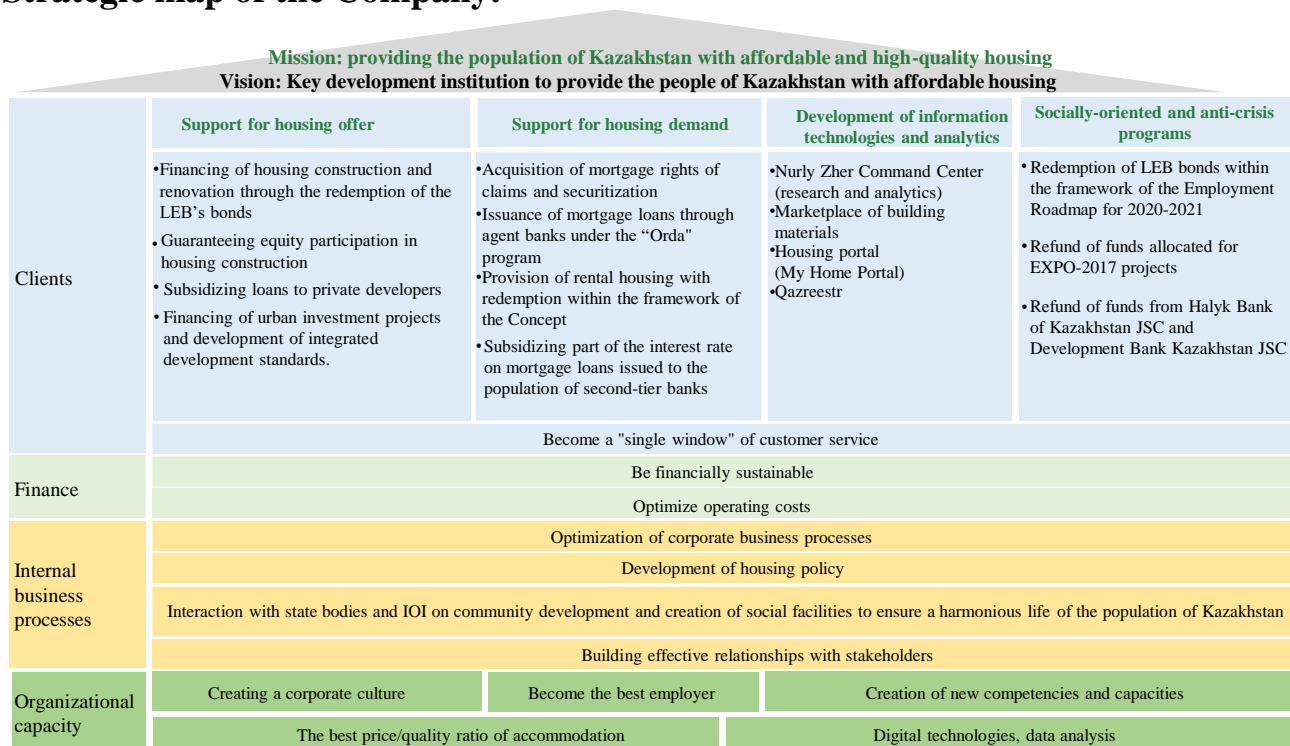 Strategic map of the Company:
Mission: providing the population of Kazakhstan with affordable and high-quality housing
Vision: Key development institution to provide the people of Kazakhstan with affordable housing
Clients
Support for housing offer
•Financing of housing construction and
renovation through the redemption of the
LEB's bonds
• Guaranteeing equity participation in
housing construction
• Subsidizing loans to private developers
• Financing of urban investment projects
and development of integrated
development standards.
Support for housing demand
•Acquisition of mortgage rights of
claims and securitization
•Issuance of mortgage loans through
agent banks under the “Orda"
program
•Provision of rental housing with
redemption within the framework of
the Concept
•Subsidizing part of the interest rate
on mortgage loans issued to the
population of second-tier banks
Development of information
technologies and analytics
•Nurly Zher Command Center
(research and analytics)
•Marketplace of building
materials
•Housing portal
(My Home Portal)
•Qazreestr
Socially-oriented and anti-crisis
programs
•Redemption of LEB bonds within
the framework of the Employment
Roadmap for 2020-2021
•Refund of funds allocated for
EXPO-2017 projects
•Refund of funds from Halyk Bank
of Kazakhstan JSC and
Development Bank Kazakhstan JSC
Become a "single window" of customer service
Finance
Be financially sustainable
Optimize operating costs
Internal
business
processes
Optimization of corporate business processes
Development of housing policy
Interaction with state bodies and IOI on community development and creation of social facilities to ensure a harmonious life of the population of Kazakhstan
Building effective relationships with stakeholders
Organizational
capacity
Creating a corporate culture
Become the best employer
Creation of new competencies and capacities
The best price/quality ratio of accommodation
Digital technologies, data analysis